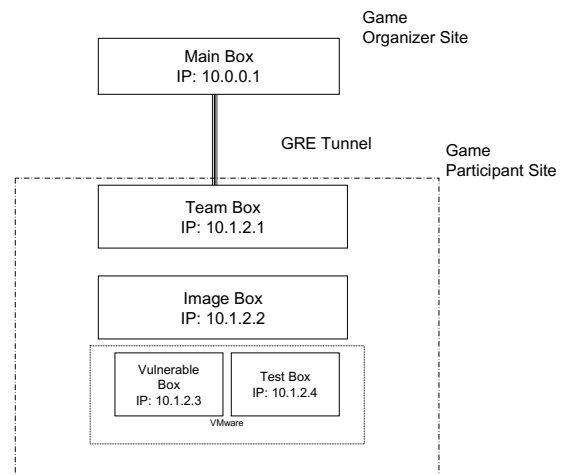 Game
Organizer Site
Main Box
IP: 10.0.0.1
GRE Tunnel
Game
Participant Site
Team Box
IP: 10.1.2.1
Image Box
IP: 10.1.2.2
Vulnerable
Box
IP: 10.1.2.3
Test Box
IP: 10.1.2.4
VMware